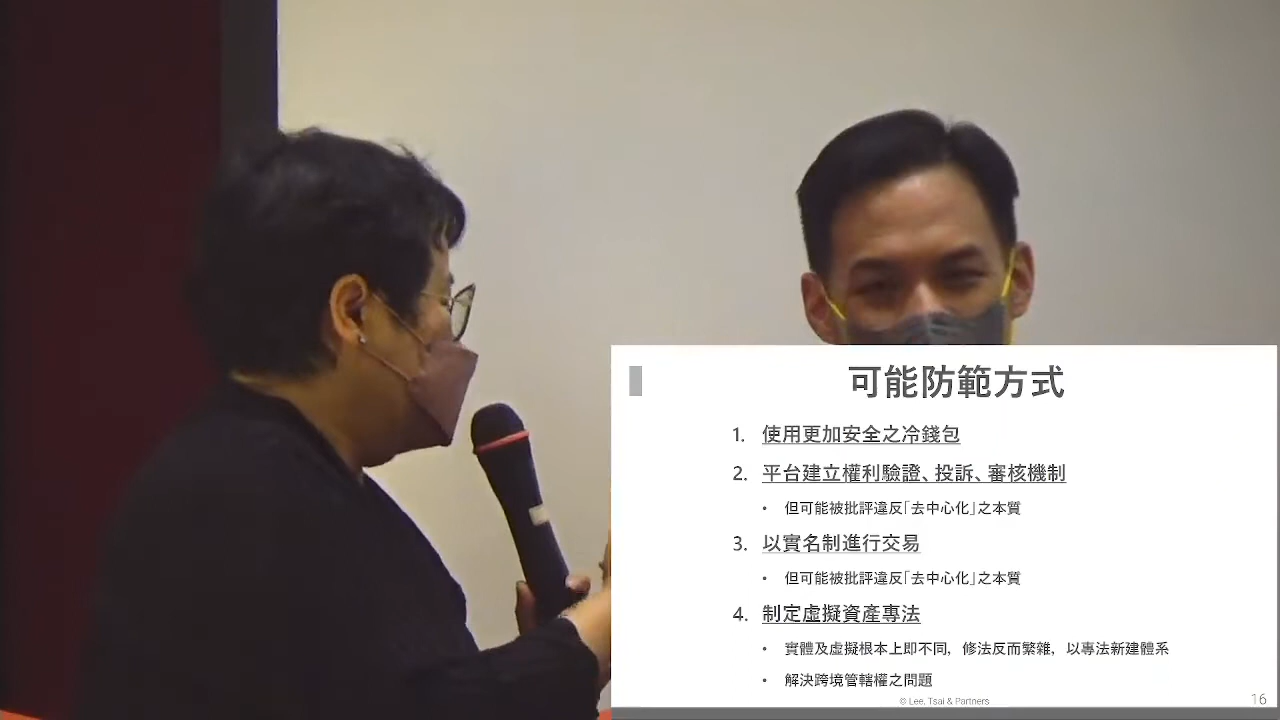 可能防範方式
1. 使用更加安全之冷錢包
2. 平台建立權利驗證、投訴、審核機制
• 但可能被批評違反「去中心化」之本質
3. 以實名制進行交易
• 但可能被批評違反「去中心化」之本質
4. 制定虛擬資產專法
• 實體及虛擬根本上即不同，修法反而繁雜，以專法新建體系
• 解決跨境管轄權之問題
© Lee, Tsai & Partners
16